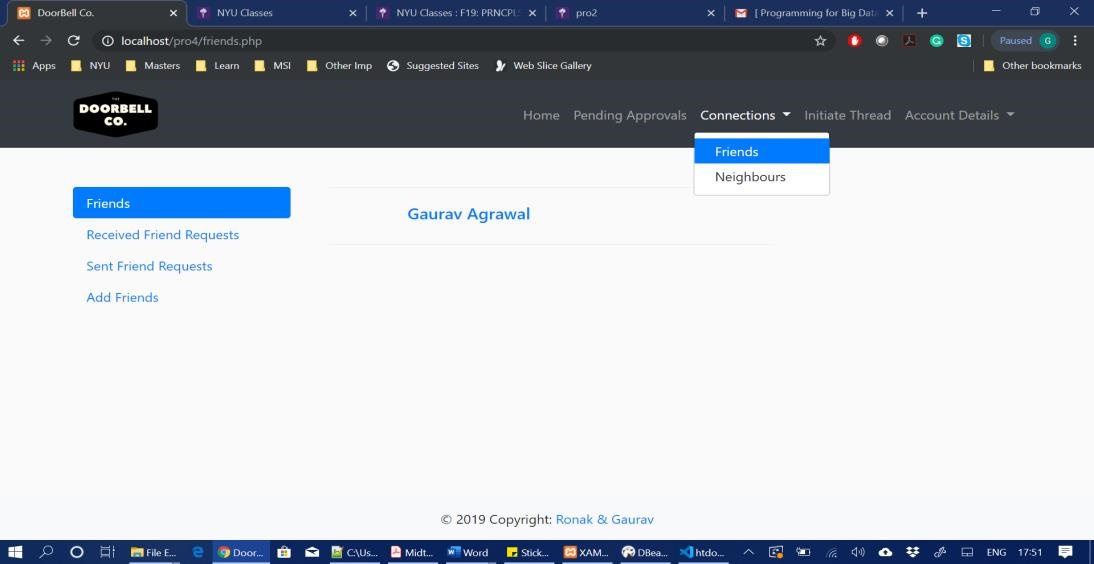 DoorBell Co.
NYU Classes
NYU Classes : F19: PRNCPLS
pro2
[ Programming for Big Data
localhost/pro4/friends.php
Paused G
Apps NYU Masters Learn MSI Other Imp Suggested Sites Web Slice Gallery Other bookmarks
THE
DOORBELL
CO.
Home Pending Approvals Connections Initiate Thread Account Details
Friends
Neighbours
Friends
Received Friend Requests
Sent Friend Requests
Add Friends
Gaurav Agrawal
© 2019 Copyright: Ronak & Gaurav
File E... Door... C:\Us... Midt... Word Stick... XAM... DBea... htdo... ENG 17:51